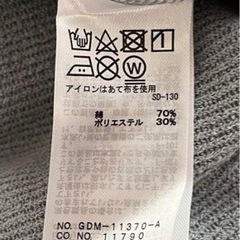 アイロンはあて布を使用
SD-130
綿 70%
ポリエステル 30%
NO. GDM-11370-A
CO.NO. 11790